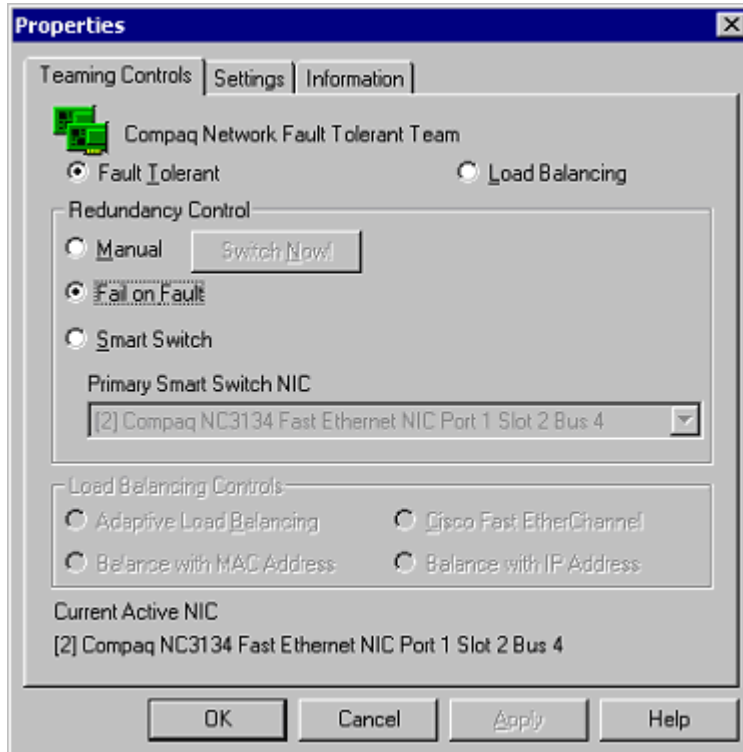 Properties
Teaming Controls Settings Information
Compaq Network Fault Tolerant Team
Fault Tolerant Load Balancing
Redundancy Control
Manual Switch Now!
Fail on Fault
Smart Switch
Primary Smart Switch NIC
[2] Compaq NC3134 Fast Ethernet NIC Port 1 Slot 2 Bus 4
Load Balancing Controls
Adaptive Load Balancing Cisco Fast EtherChannel
Balance with MAC Address Balance with IP Address
Current Active NIC
[2] Compaq NC3134 Fast Ethernet NIC Port 1 Slot 2 Bus 4
OK Cancel Apply Help